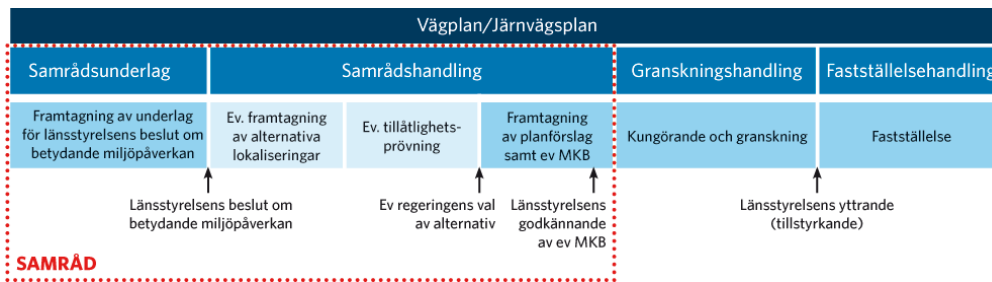 Vägplan/Järnvägsplan
Samrådsunderlag
Samrådshandling
Granskningshandling
Fastställelsehandling
Framtagning av underlag
för länsstyrelsens beslut om
betydande miljöpåverkan
Ev. framtagning
av alternativa
lokaliseringar
Ev. tillåtlighets-
prövning
Framtagning
av planförslag
samt ev MKB
Kungörande och granskning
Fastställelse
Länsstyrelsens beslut om
betydande miljöpåverkan
Ev regeringens val
av alternativ
Länsstyrelsens
godkännande
av ev MKB
Länsstyrelsens yttrande
(tillstyrkande)
SAMRÅD